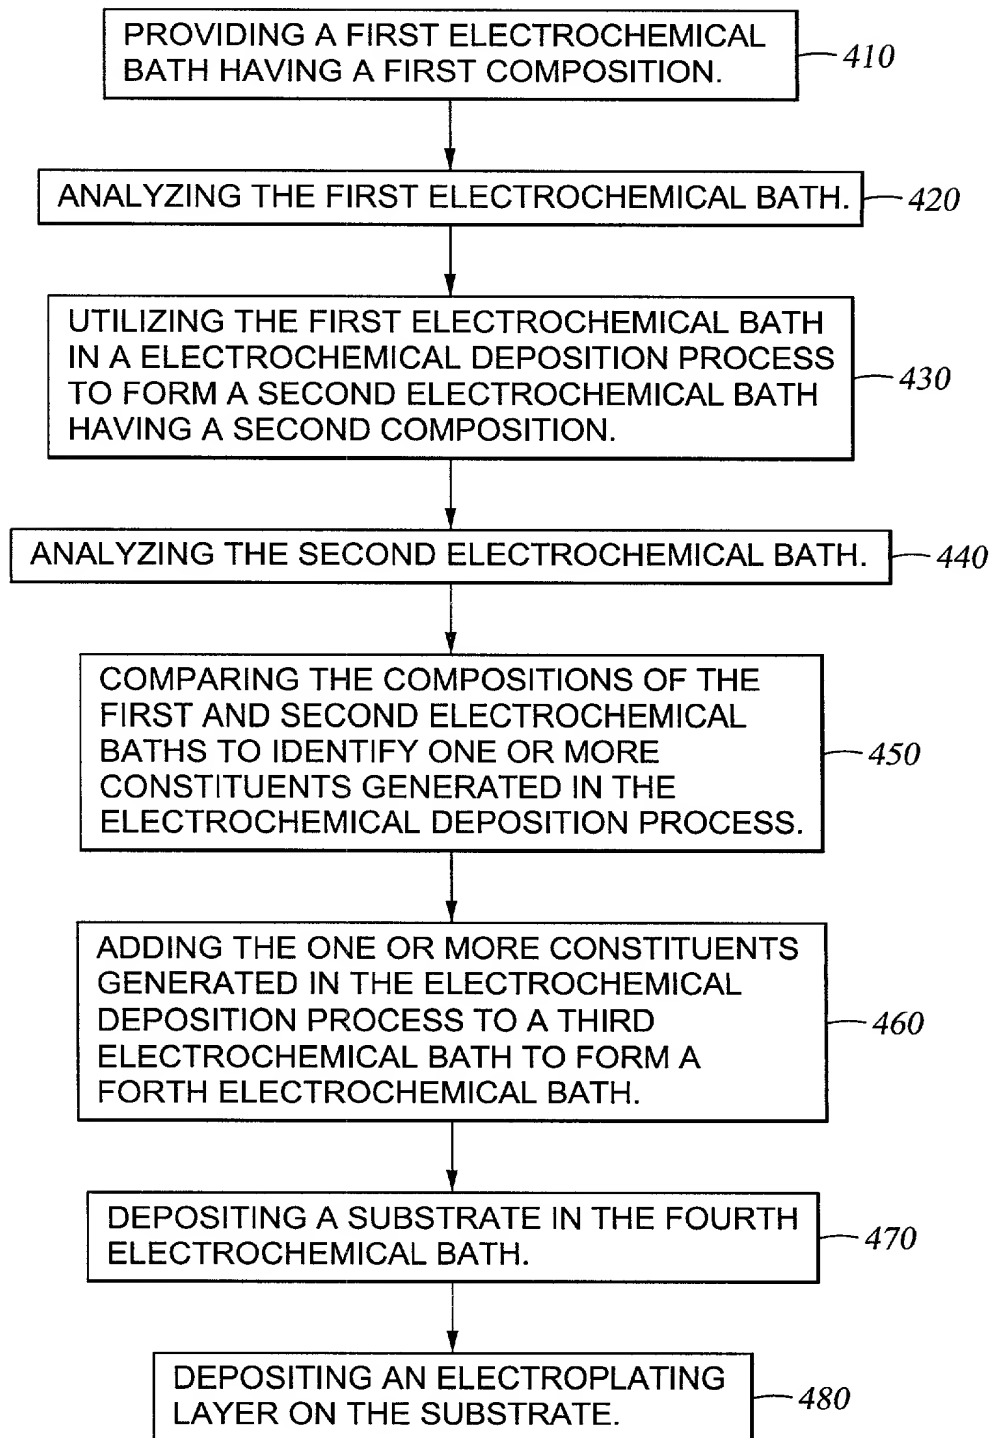 PROVIDING A FIRST ELECTROCHEMICAL
BATH HAVING A FIRST COMPOSITION.
410
ANALYZING THE FIRST ELECTROCHEMICAL BATH.
420
UTILIZING THE FIRST ELECTROCHEMICAL BATH
IN A ELECTROCHEMICAL DEPOSITION PROCESS
TO FORM A SECOND ELECTROCHEMICAL BATH
HAVING A SECOND COMPOSITION.
430
ANALYZING THE SECOND ELECTROCHEMICAL BATH.
440
COMPARING THE COMPOSITIONS OF THE
FIRST AND SECOND ELECTROCHEMICAL
BATHS TO IDENTIFY ONE OR MORE
CONSTITUENTS GENERATED IN THE
ELECTROCHEMICAL DEPOSITION PROCESS.
450
ADDING THE ONE OR MORE CONSTITUENTS
GENERATED IN THE ELECTROCHEMICAL
DEPOSITION PROCESS TO A THIRD
ELECTROCHEMICAL BATH TO FORM A
FORTH ELECTROCHEMICAL BATH.
460
DEPOSITING A SUBSTRATE IN THE FOURTH
ELECTROCHEMICAL BATH.
470
DEPOSITING AN ELECTROPLATING
LAYER ON THE SUBSTRATE.
480